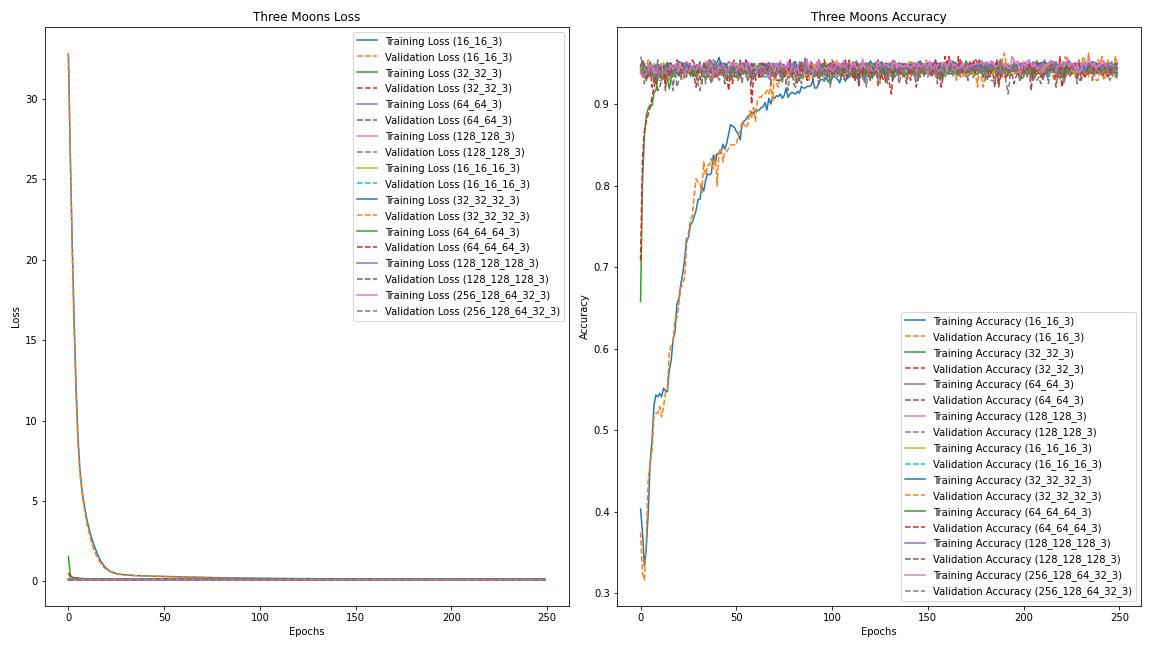 Three Moons Loss
Training Loss (16_16_3)
Validation Loss (16_16_3)
Training Loss (32_32_3)
Validation Loss (32_32_3)
Training Loss (64_64_3)
Validation Loss (64_64_3)
Training Loss (128_128_3)
Validation Loss (128_128_3)
Training Loss (16_16_16_3)
Validation Loss (16_16_16_3)
Training Loss (32_32_32_3)
Validation Loss (32_32_32_3)
Training Loss (64_64_64_3)
Validation Loss (64_64_64_3)
Training Loss (128_128_128_3)
Validation Loss (128_128_128_3)
Training Loss (256_128_64_32_3)
Validation Loss (256_128_64_32_3)
Loss
30
25
20
15
10
5
0
0 50 100 150 200 250
Epochs
Three Moons Accuracy
Accuracy
0.9
0.8
0.7
0.6
0.5
0.4
0.3
Training Accuracy (16_16_3)
Validation Accuracy (16_16_3)
Training Accuracy (32_32_3)
Validation Accuracy (32_32_3)
Training Accuracy (64_64_3)
Validation Accuracy (64_64_3)
Training Accuracy (128_128_3)
Validation Accuracy (128_128_3)
Training Accuracy (16_16_16_3)
Validation Accuracy (16_16_16_3)
Training Accuracy (32_32_32_3)
Validation Accuracy (32_32_32_3)
Training Accuracy (64_64_64_3)
Validation Accuracy (64_64_64_3)
Training Accuracy (128_128_128_3)
Validation Accuracy (128_128_128_3)
Training Accuracy (256_128_64_32_3)
Validation Accuracy (256_128_64_32_3)
0 50 100 150 200 250
Epochs